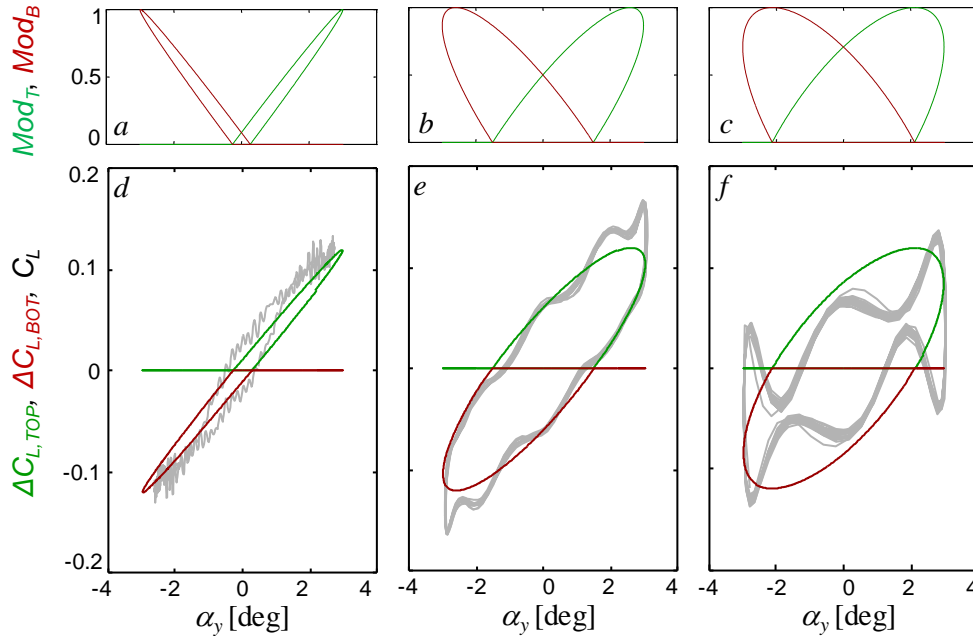 Mod_T, Mod_B
1
0.5
0
a
b
c
ΔC_L,TOP, ΔC_L,BOT, C_L
0.2
0.1
0
-0.1
-0.2
d
e
f
-4 -2 0 2 4
-4 -2 0 2 4
-4 -2 0 2 4
α_y [deg]
α_y [deg]
α_y [deg]